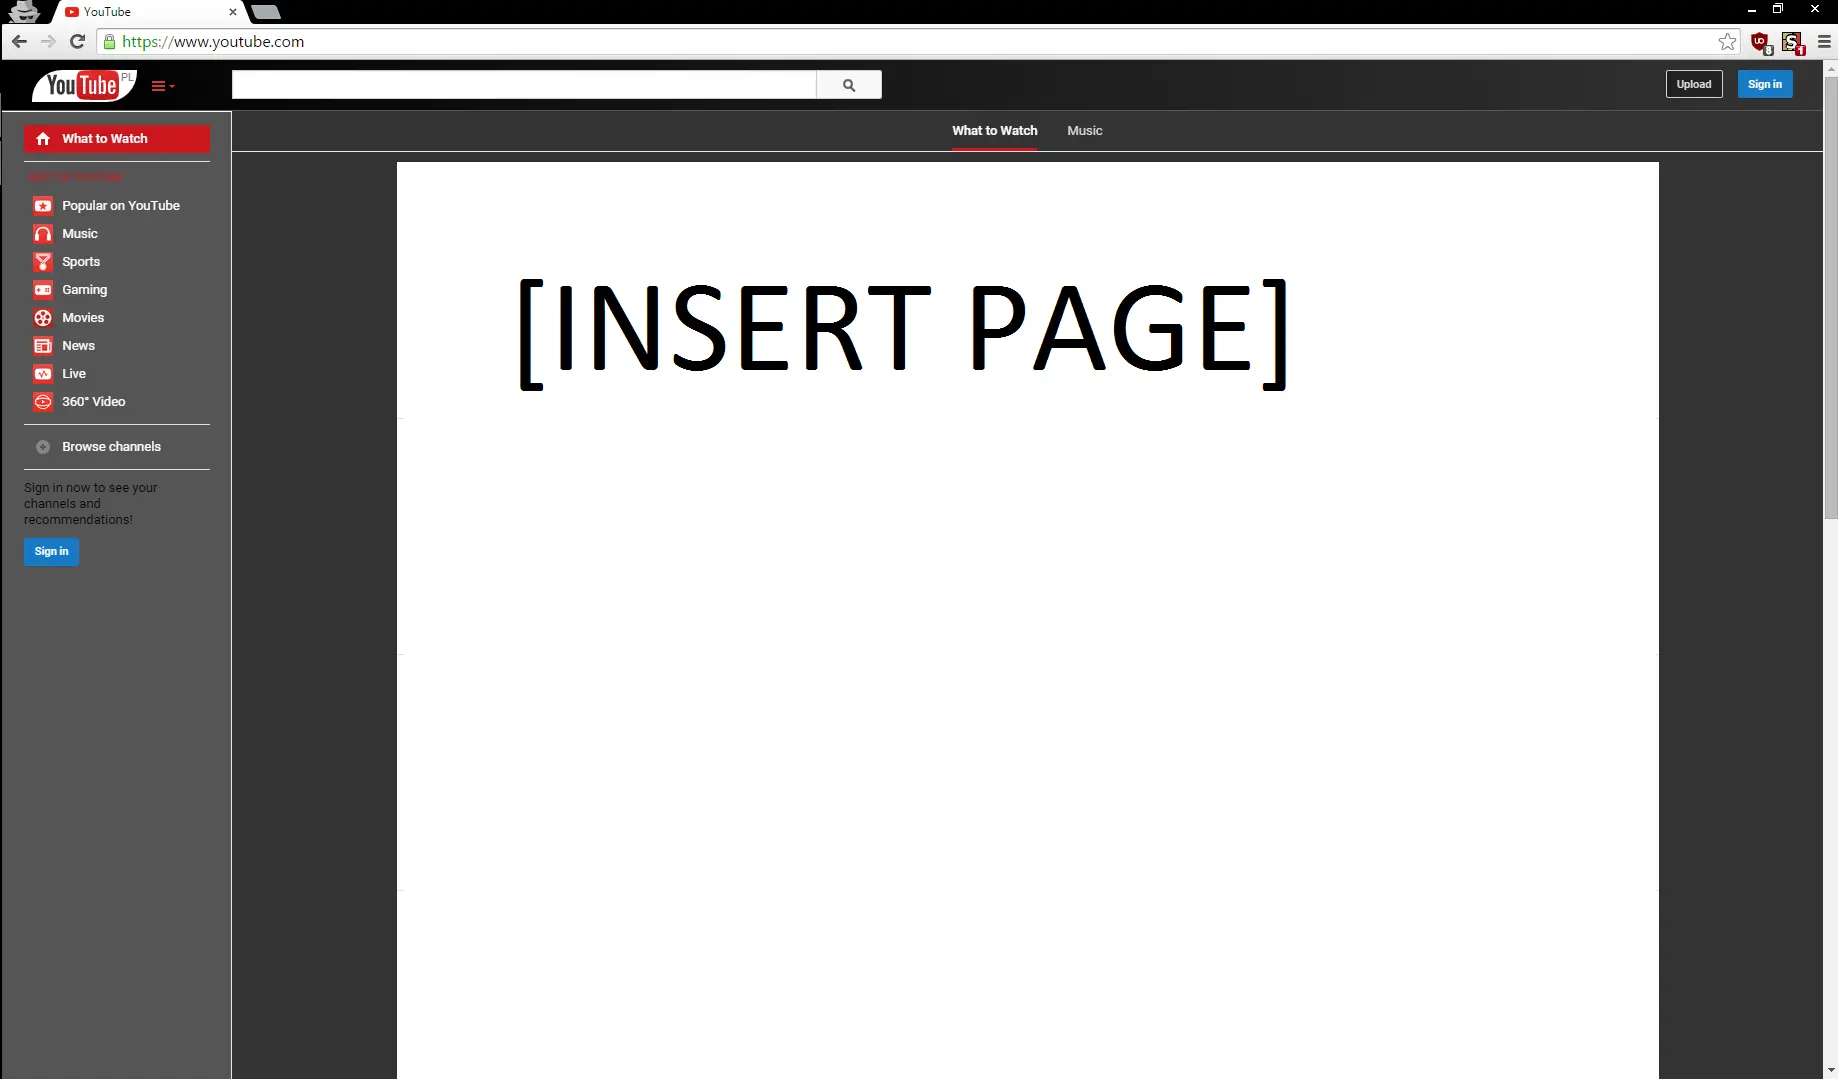 YouTube
https://www.youtube.com
8
1
YouTube PL
Upload
Sign in
What to Watch
Music
What to Watch
Popular on YouTube
Music
Sports
Gaming
Movies
News
Live
360° Video
Browse channels
Sign in now to see your
channels and
recommendations!
Sign in
[INSERT PAGE]